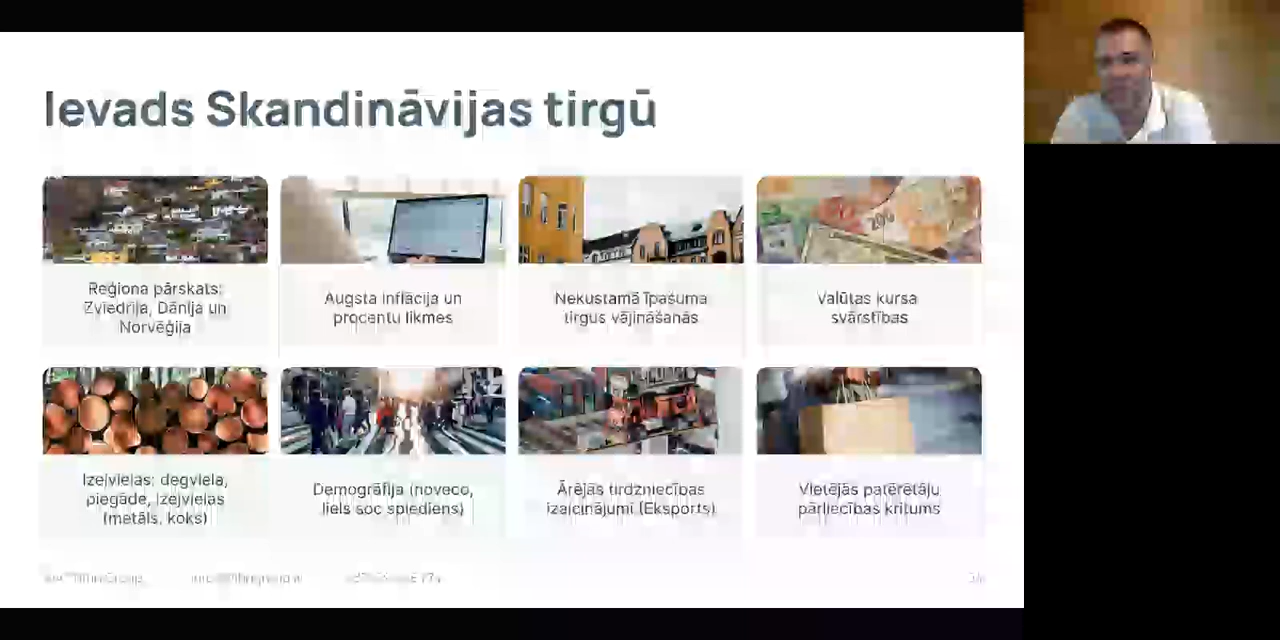 Ievads Skandināvijas tirgū
Reģiona pārskats:
Zviedrija, Dānija un
Norvēģija
Augsta inflācija un
procentu likmes
Nekustamā īpašuma
tirgus vājināšanās
Valūtas kursa
svārstības
200
Izejvielas: degviela,
piegāde, izejvielas
(metāls, koks)
Demogrāfija (noveco,
liels soc spiediens)
Ārējās tirdzniecības
izaicinājumi (Eksports)
Vietējās patērētāju
pārliecības kritums